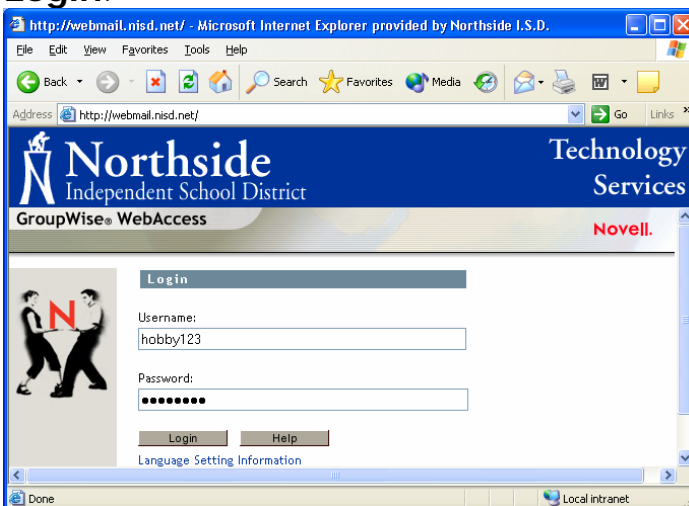 Login.
http://webmail.nisd.net/ - Microsoft Internet Explorer provided by Northside I.S.D.
File Edit View Favorites Tools Help
Back Search Favorites Media
Address http://webmail.nisd.net/ Go Links »
Northside Technology
Independent School District Services
GroupWise® WebAccess
Novell.
Login
N
Username:
hobby123
Password:
●●●●●●●●
Login Help
Language Setting Information
Done Local intranet